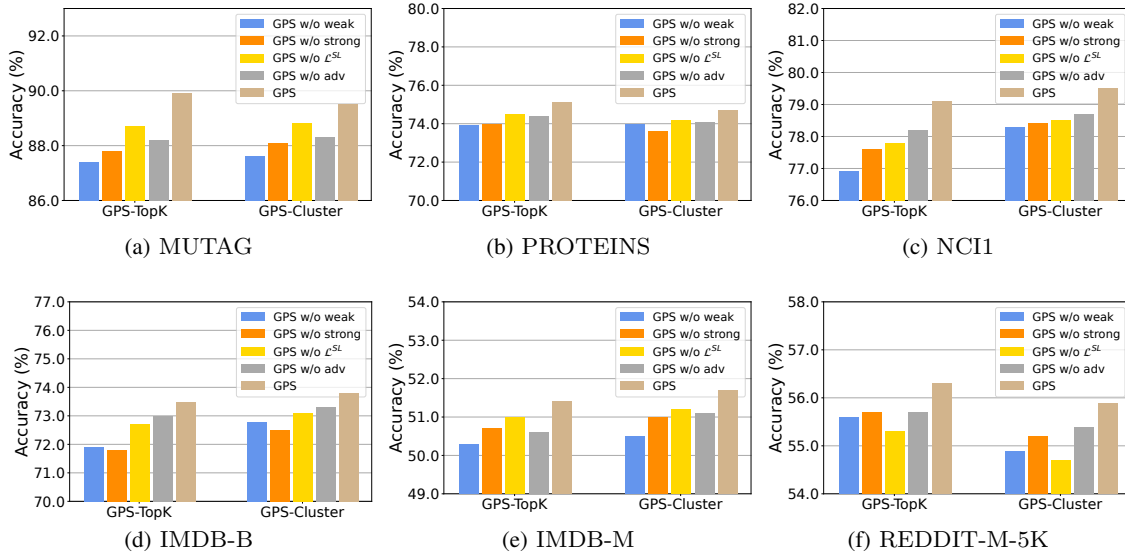 92.0
90.0
88.0
86.0
Accuracy (%)
GPS w/o weak
GPS w/o strong
GPS w/o ℒ^{SL}
GPS w/o adv
GPS
GPS-TopK
GPS-Cluster
(a) MUTAG
80.0
78.0
76.0
74.0
72.0
70.0
Accuracy (%)
GPS w/o weak
GPS w/o strong
GPS w/o ℒ^{SL}
GPS w/o adv
GPS
GPS-TopK
GPS-Cluster
(b) PROTEINS
82.0
81.0
80.0
79.0
78.0
77.0
76.0
Accuracy (%)
GPS w/o weak
GPS w/o strong
GPS w/o ℒ^{SL}
GPS w/o adv
GPS
GPS-TopK
GPS-Cluster
(c) NCI1
77.0
76.0
75.0
74.0
73.0
72.0
71.0
70.0
Accuracy (%)
GPS w/o weak
GPS w/o strong
GPS w/o ℒ^{SL}
GPS w/o adv
GPS
GPS-TopK
GPS-Cluster
(d) IMDB-B
54.0
53.0
52.0
51.0
50.0
49.0
Accuracy (%)
GPS w/o weak
GPS w/o strong
GPS w/o ℒ^{SL}
GPS w/o adv
GPS
GPS-TopK
GPS-Cluster
(e) IMDB-M
58.0
57.0
56.0
55.0
54.0
Accuracy (%)
GPS w/o weak
GPS w/o strong
GPS w/o ℒ^{SL}
GPS w/o adv
GPS
GPS-TopK
GPS-Cluster
(f) REDDIT-M-5K